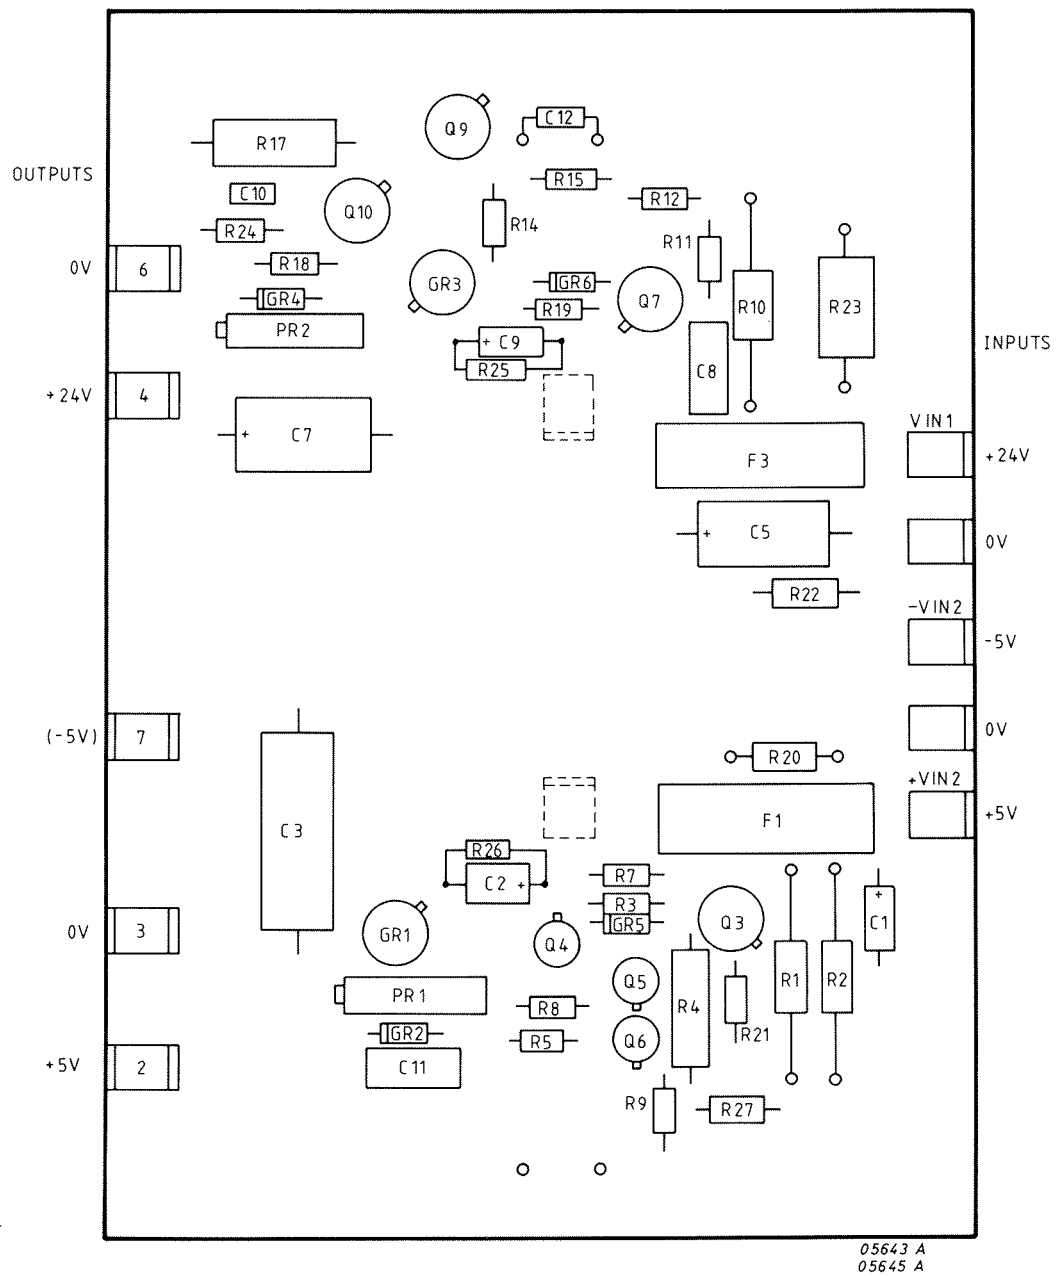 C12
Q9
R17
OUTPUTS
R15
C10
R12
Q10
R14
R24
R11
0V
6
R18
GR3
GR6
Q7
GR4
R19
R10
R23
PR2
+ C9
INPUTS
R25
C8
+24V
4
VIN1
+ C7
F3
+24V
+ C5
0V
R22
-VIN2
-5V
(-5V)
7
0V
R20
+VIN2
+5V
C3
F1
R26
C2 +
R7
R3
+
C1
GR5
Q3
0V
3
GR1
Q4
Q5
R1
R2
PR1
R8
R4
GR2
R5
Q6
R21
+5V
2
C11
R9
R27
05643 A
05645 A